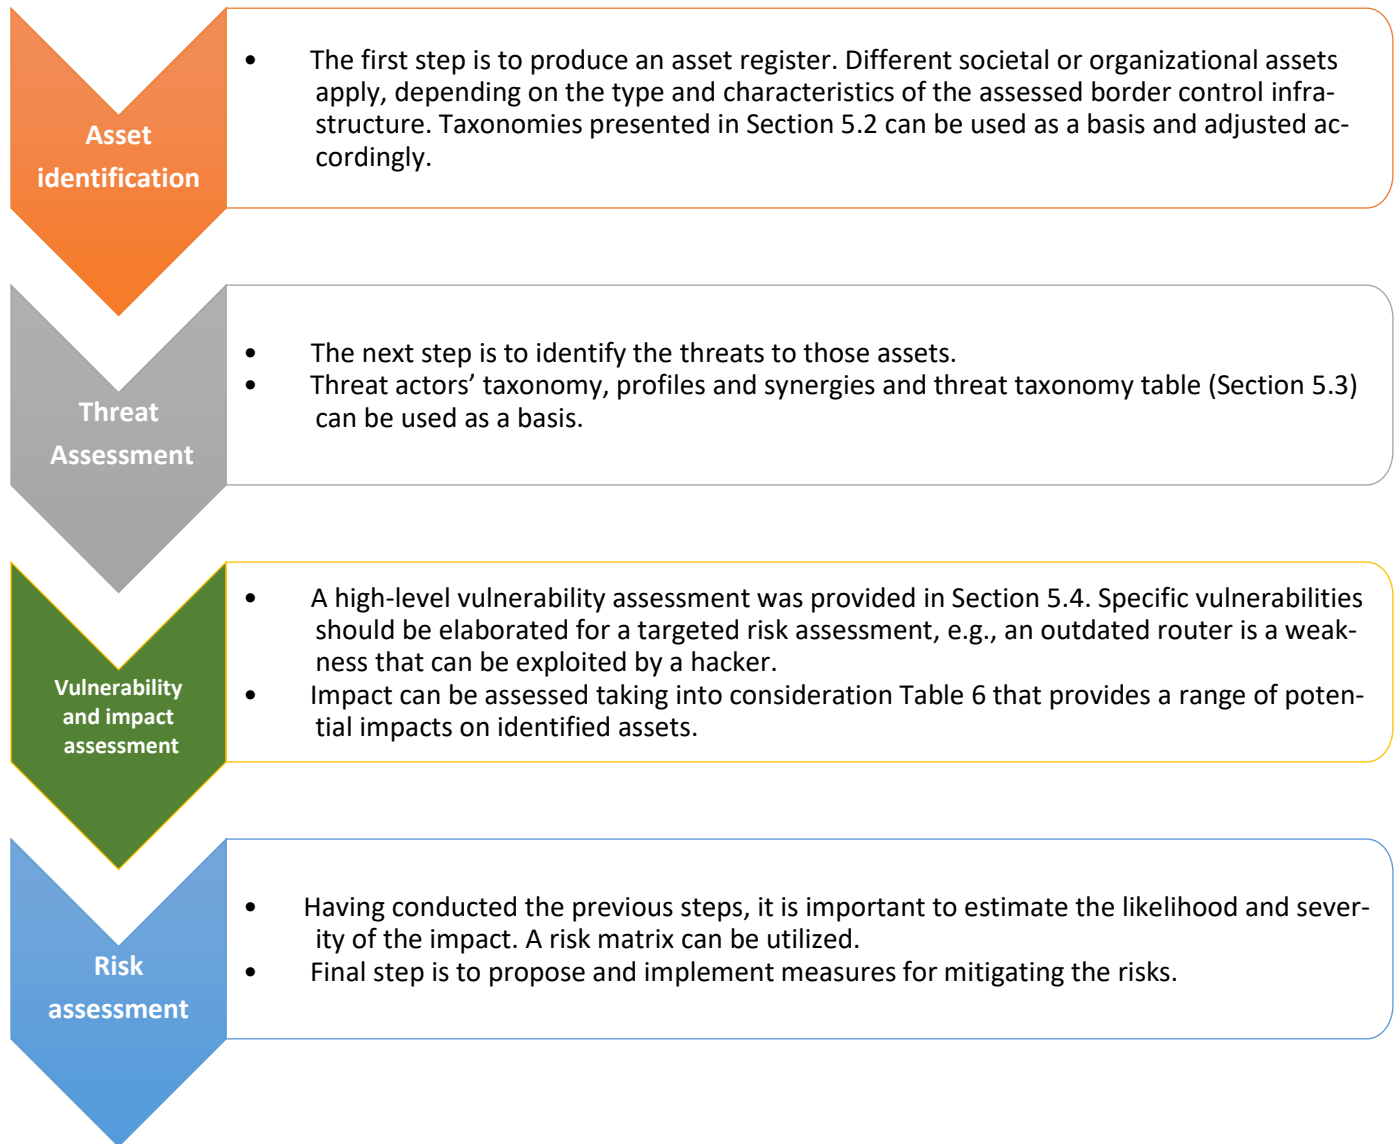 Asset
identification
• The first step is to produce an asset register. Different societal or organizational assets
apply, depending on the type and characteristics of the assessed border control infra-
structure. Taxonomies presented in Section 5.2 can be used as a basis and adjusted ac-
cordingly.
Threat
Assessment
• The next step is to identify the threats to those assets.
• Threat actors’ taxonomy, profiles and synergies and threat taxonomy table (Section 5.3)
can be used as a basis.
Vulnerability
and impact
assessment
• A high-level vulnerability assessment was provided in Section 5.4. Specific vulnerabilities
should be elaborated for a targeted risk assessment, e.g., an outdated router is a weak-
ness that can be exploited by a hacker.
• Impact can be assessed taking into consideration Table 6 that provides a range of poten-
tial impacts on identified assets.
Risk
assessment
• Having conducted the previous steps, it is important to estimate the likelihood and sever-
ity of the impact. A risk matrix can be utilized.
• Final step is to propose and implement measures for mitigating the risks.